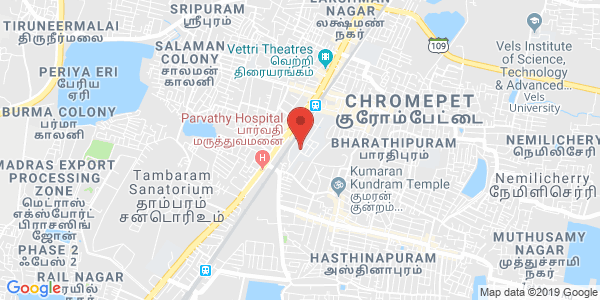 SRIPURAM
ஸ்ரீபுரம்
LAKSHMAN
NAGAR
லக்ஷ்மண்
நகர்
TIRUNEERMALAI
திருநீர்மலை
SALAMAN
COLONY
சாலமன்
காலனி
Vettri Theatres
வெற்றி
திரையரங்கம்
109
Vels Institute
of Science,
Technology
& Advanced...
Vels
University
PERIYA ERI
பெரிய
ஏரி
BURMA COLONY
பர்மா
காலனி
Parvathy Hospital
பார்வதி
மருத்துவமனை
H
CHROMEPET
குரோம்பேட்டை
BHARATHIPURAM
பாரதிபுரம்
NEMILICHERY
நெமிலிசேரி
MADRAS EXPORT
PROCESSING
ZONE
மெட்ராஸ்
எக்ஸ்போர்ட்
பிராசஸிங்
ஜோன்
Tambaram
Sanatorium
தாம்பரம்
சனடொரிஉம்
Kumaran
Kundram Temple
குமரன்
குன்றம்...
Nemilicherry
நேமிளிசெர்ரி
PHASE 2
ஃபேஸ் 2
RAIL NAGAR
ரயில்
நகர்
HASTHINAPURAM
அஸ்தினாபுரம்
MUTHUSAMY
NAGAR
முத்துசாமி
நகர்
Google
Map data ©2019 Google